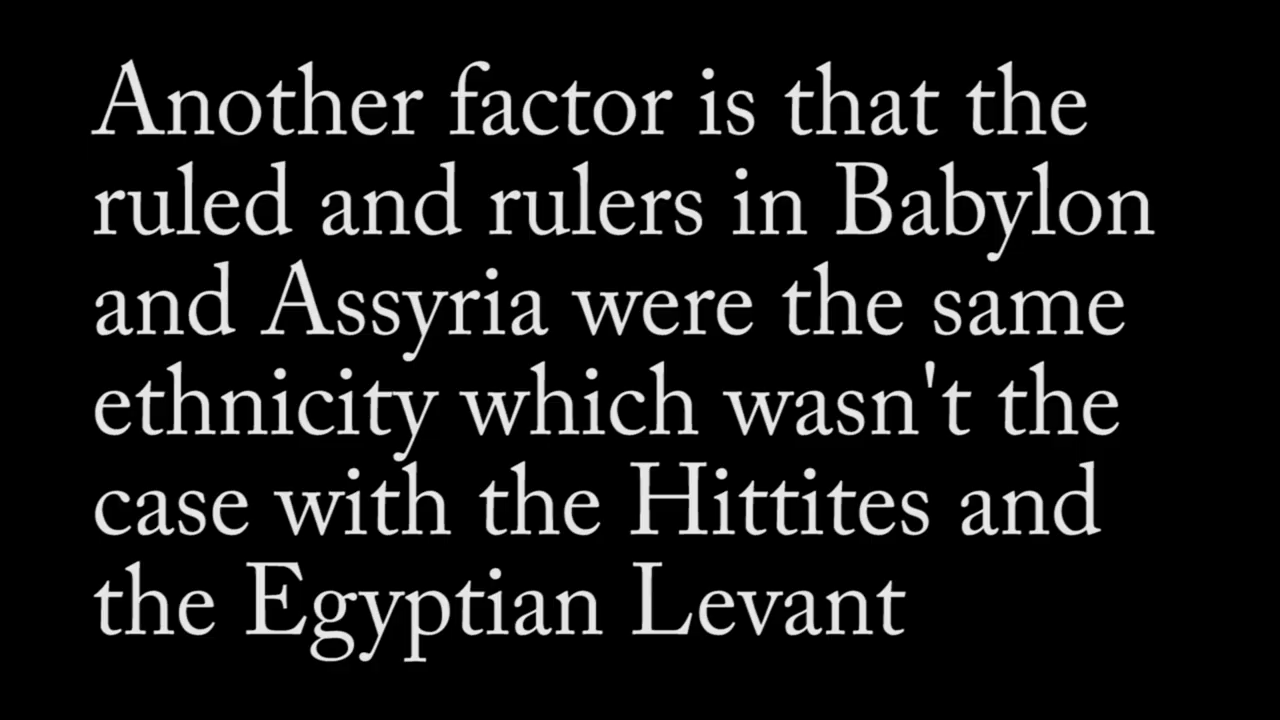 Another factor is that the
ruled and rulers in Babylon
and Assyria were the same
ethnicity which wasn't the
case with the Hittites and
the Egyptian Levant